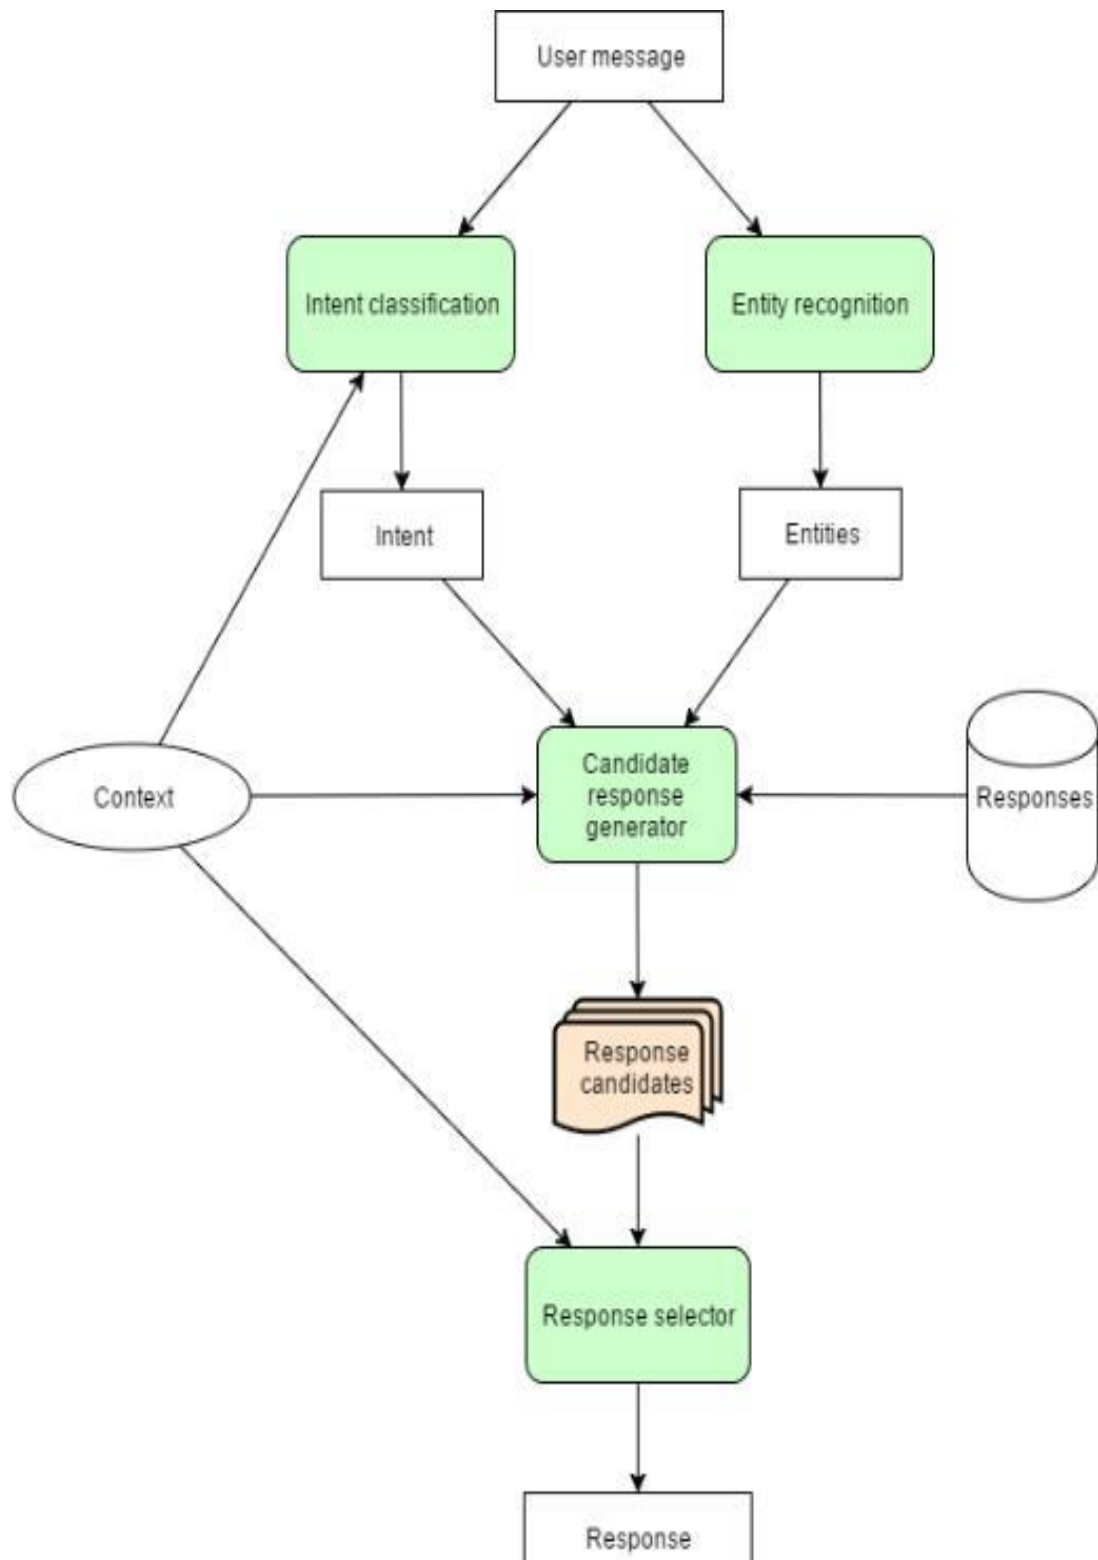 User message
Intent classification
Entity recognition
Intent
Entities
Context
Candidate
response
generator
Responses
Response
candidates
Response selector
Response